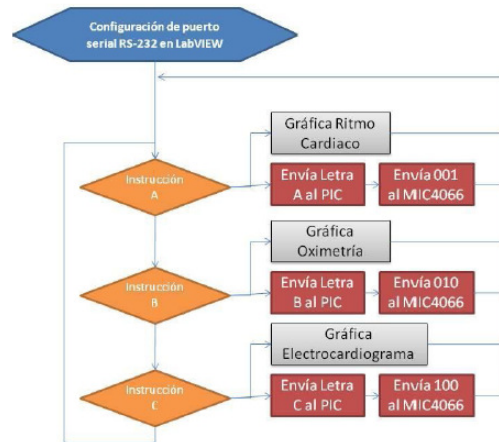 Configuración de puerto
serial RS-232 en LabVIEW
Gráfica Ritmo
Cardiaco
Instrucción
A
Envía Letra
A al PIC
Envía 001
al MIC4066
Gráfica
Oximetría
Instrucción
B
Envía Letra
B al PIC
Envía 010
al MIC4066
Gráfica
Electrocardiograma
Instrucción
C
Envía Letra
C al PIC
Envía 100
al MIC4066